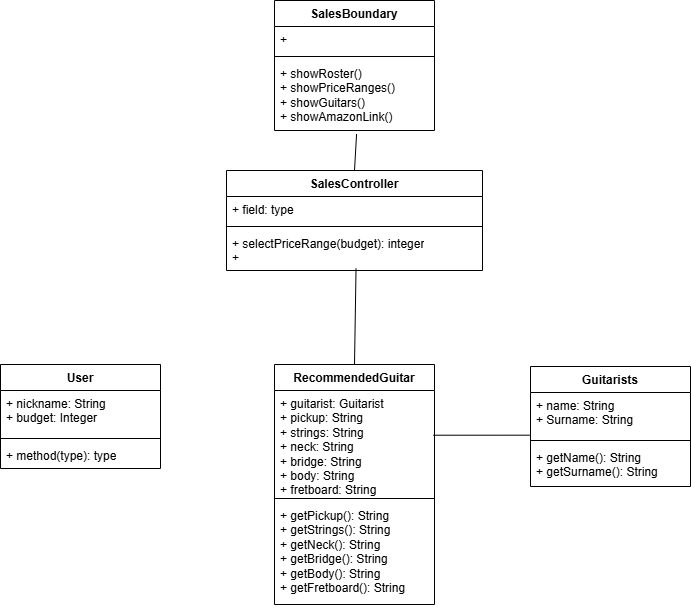 SalesBoundary
+
+ showRoster()
+ showPriceRanges()
+ showGuitars()
+ showAmazonLink()
SalesController
+ field: type
+ selectPriceRange(budget): integer
+
User
+ nickname: String
+ budget: Integer
+ method(type): type
RecommendedGuitar
+ guitarist: Guitarist
+ pickup: String
+ strings: String
+ neck: String
+ bridge: String
+ body: String
+ fretboard: String
+ getPickup(): String
+ getStrings(): String
+ getNeck(): String
+ getBridge(): String
+ getBody(): String
+ getFretboard(): String
Guitarists
+ name: String
+ Surname: String
+ getName(): String
+ getSurname(): String